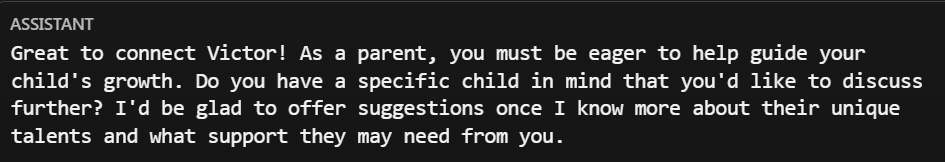 ASSISTANT
Great to connect Victor! As a parent, you must be eager to help guide your
child's growth. Do you have a specific child in mind that you'd like to discuss
further? I'd be glad to offer suggestions once I know more about their unique
talents and what support they may need from you.